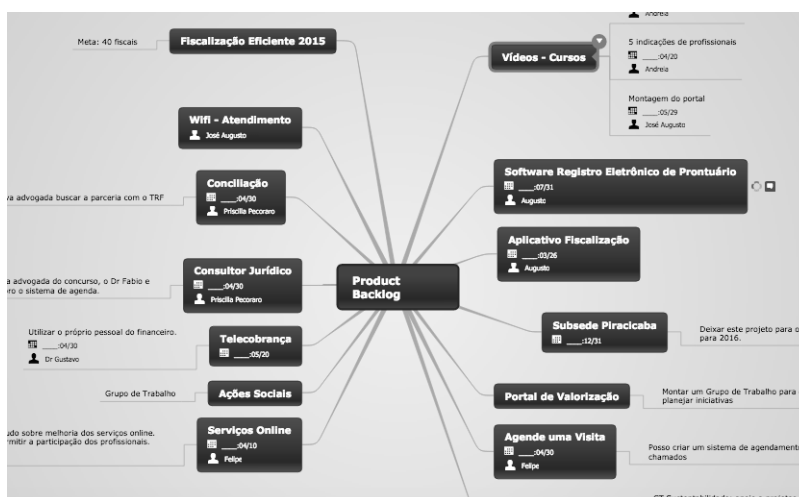 Meta: 40 fiscais
Fiscalização Eficiente 2015
Wifi - Atendimento
José Augusto
va advogada buscar a parceria com o TRF
Conciliação
____:04/30
Priscilla Pecoraro
a advogada do concurso, o Dr Fabio e
oro o sistema de agenda.
Consultor Jurídico
____:04/30
Priscilla Pecoraro
Utilizar o próprio pessoal do financeiro.
____:04/30
Dr Gustavo
Telecobrança
____:05/20
Grupo de Trabalho
Ações Sociais
udo sobre melhoria dos serviços online.
rmitir a participação dos profissionais.
Serviços Online
____:04/10
Felipe
Product
Backlog
Vídeos - Cursos
Andreia
5 indicações de profissionais
____:04/20
Andreia
Montagem do portal
____:05/29
José Augusto
Software Registro Eletrônico de Prontuário
____:07/31
Augusto
Aplicativo Fiscalização
____:03/26
Augusto
Subsede Piracicaba
____:12/31
Deixar este projeto para o
para 2016.
Portal de Valorização
Montar um Grupo de Trabalho para
planejar iniciativas
Agende uma Visita
____:04/30
Felipe
Posso criar um sistema de agendament
chamados